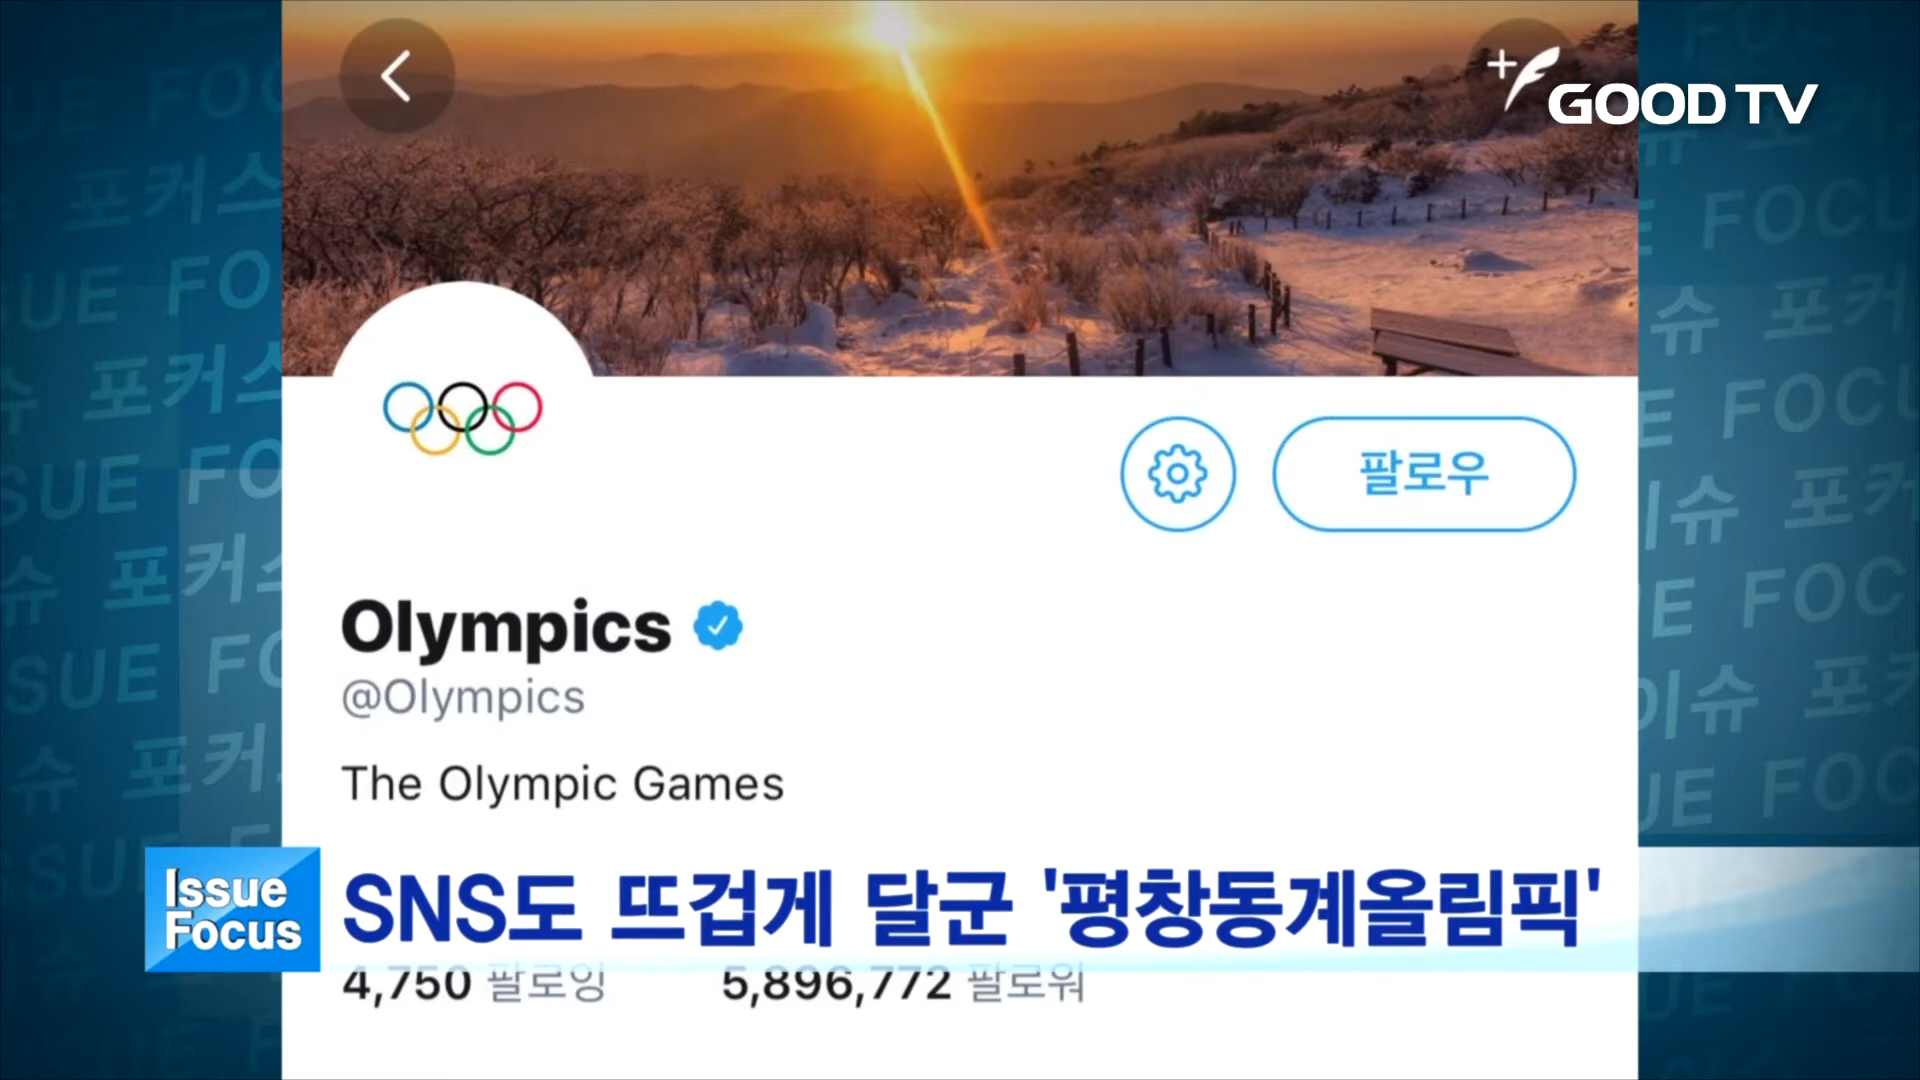 GOOD TV
팔로우
Olympics
@Olympics
The Olympic Games
Issue
Focus
SNS도 뜨겁게 달군 '평창동계올림픽'
4,750 팔로잉 5,896,772 팔로워